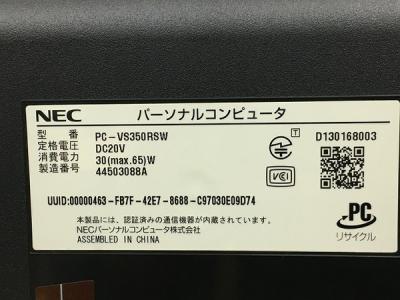 NEC パーソナルコンピュータ
型 番 PC-VS350RSW
定格電圧 DC20V
消費電力 30(max.65)W
製造番号 44503088A
T D130168003
VCCI
UUID:00000463-FB7F-42E7-8688-C97030E09D74
本製品には、認証済みの通信機器が内蔵されています。
NECパーソナルコンピュータ株式会社
ASSEMBLED IN CHINA
PC
リサイクル